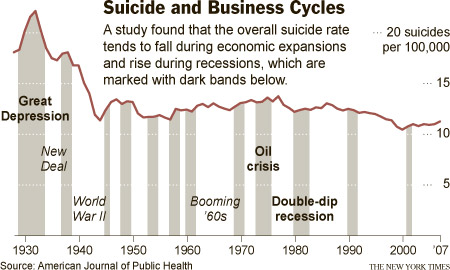 Suicide and Business Cycles
A study found that the overall suicide rate
tends to fall during economic expansions
and rise during recessions, which are
marked with dark bands below.
20 suicides
per 100,000
15
10
5
Great
Depression
New
Deal
World
War II
Booming
'60s
Oil
crisis
Double-dip
recession
1930
1940
1950
1960
1970
1980
1990
2000
'07
Source: American Journal of Public Health
THE NEW YORK TIMES